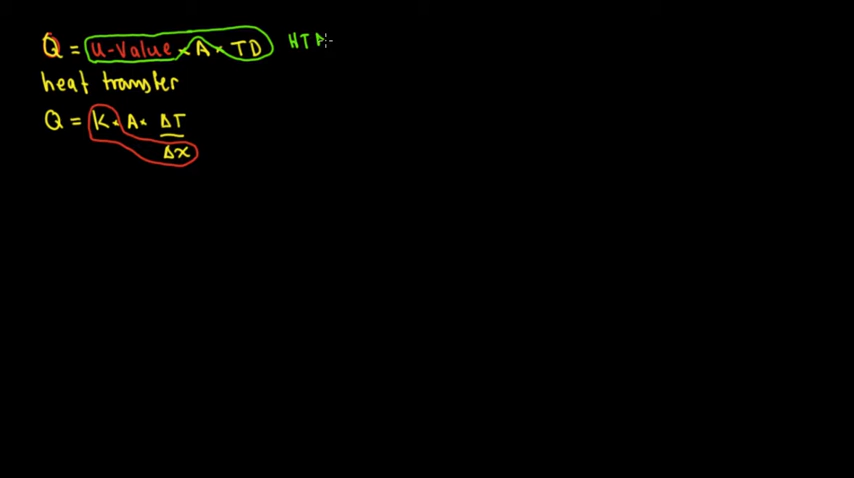 Q = U-Value × A × TD HTA
heat transfer
Q = K × A × ΔT
Δx